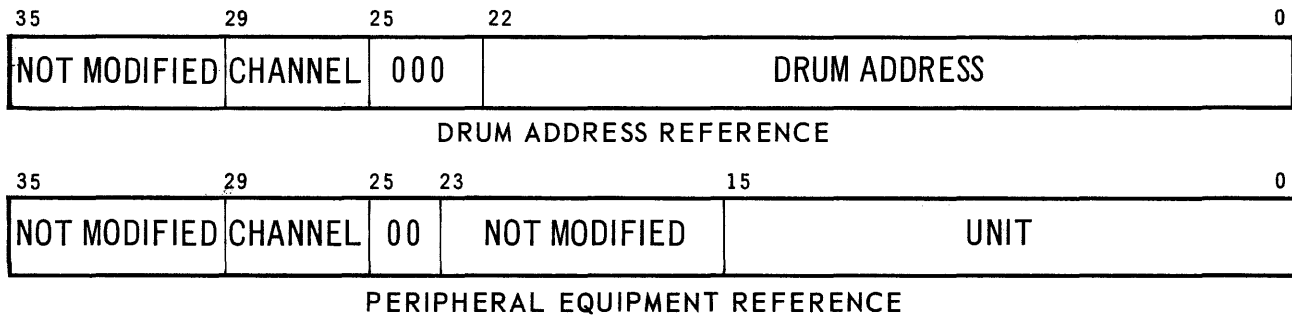 35 29 25 22 0
NOT MODIFIED CHANNEL 000 DRUM ADDRESS
DRUM ADDRESS REFERENCE
35 29 25 23 15 0
NOT MODIFIED CHANNEL 00 NOT MODIFIED UNIT
PERIPHERAL EQUIPMENT REFERENCE